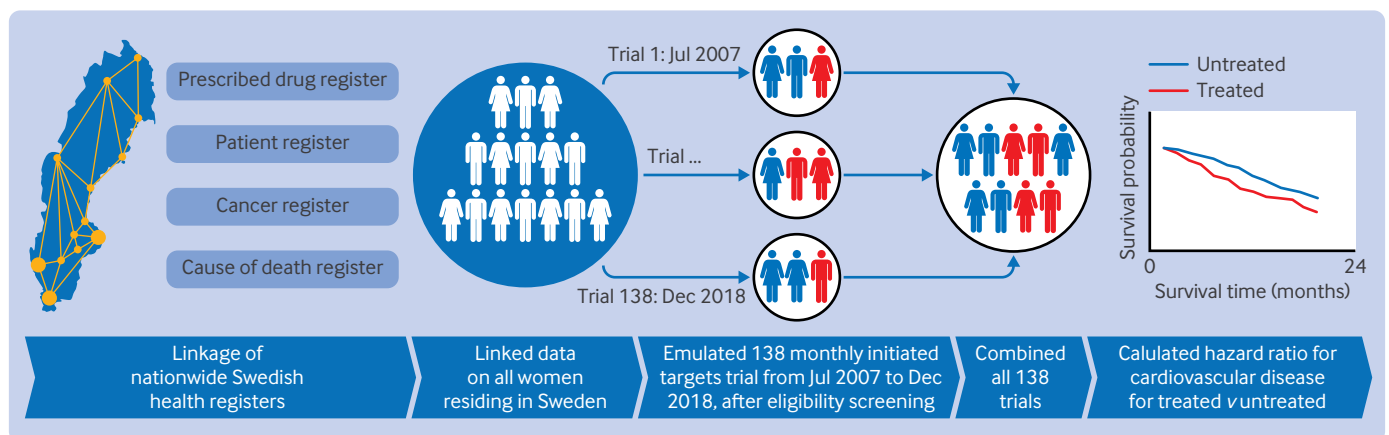 Prescribed drug register
Patient register
Cancer register
Cause of death register
Trial 1: Jul 2007
Trial ...
Trial 138: Dec 2018
Untreated
Treated
Survival probability
0
24
Survival time (months)
Linkage of
nationwide Swedish
health registers
Linked data
on all women
residing in Sweden
Emulated 138 monthly initiated
targets trial from Jul 2007 to Dec
2018, after eligibility screening
Combined
all 138
trials
Calulated hazard ratio for
cardiovascular disease
for treated v untreated